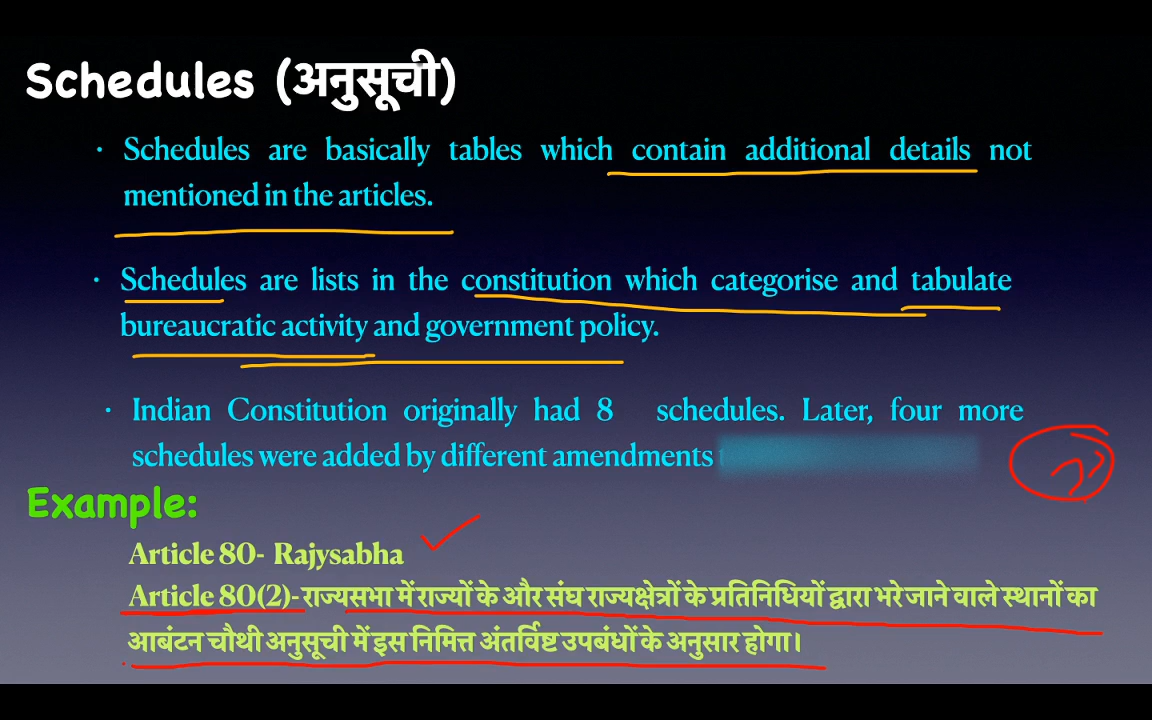 Schedules (अनुसूची)
· Schedules are basically tables which contain additional details not
mentioned in the articles.
· Schedules are lists in the constitution which categorise and tabulate
bureaucratic activity and government policy.
· Indian Constitution originally had 8 schedules. Later, four more
schedules were added by different amendments
Example:
Article 80- Rajysabha
Article 80(2)-राज्यसभा में राज्यों के और संघ राज्यक्षेत्रों के प्रतिनिधियों द्वारा भरे जाने वाले स्थानों का
आबंटन चौथी अनुसूची में इस निमित्त अंतर्विष्ट उपबंधों के अनुसार होगा।